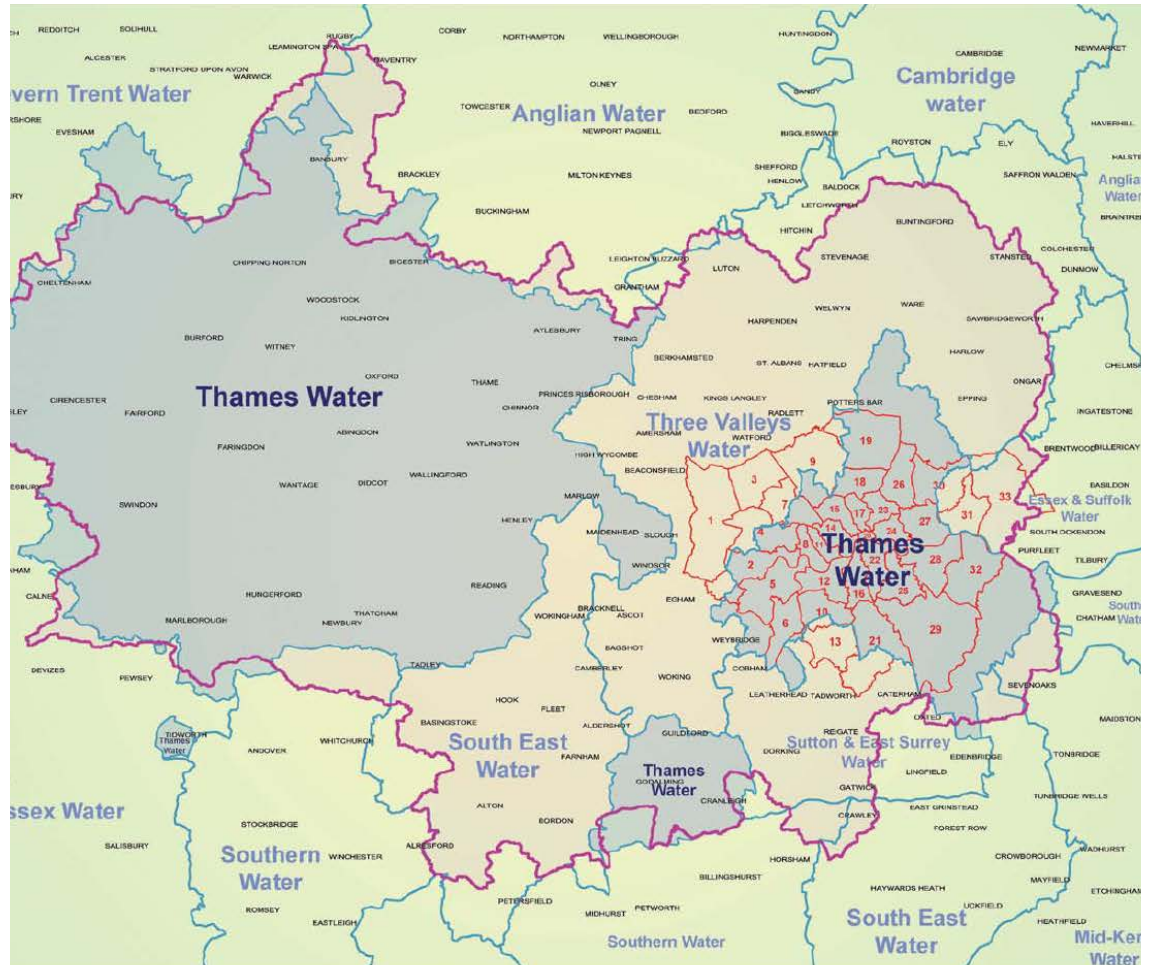 REDDITCH
SOLIHULL
RUGBY
CORBY
NORTHAMPTON
WELLINGBOROUGH
HUNTINGDON
LEAMINGTON SPA
DAVENTRY
CAMBRIDGE
NEWMARKET
ALCESTER
STRATFORD UPON AVON
WARWICK
OLNEY
Cambridge
water
vern Trent Water
TOWCESTER
Anglian Water
BEDFORD
SANDY
ERSHORE
EVESHAM
NEWPORT PAGNELL
BIGGLESWADE
ROYSTON
ELY
HAVERHILL
BANBURY
BRACKLEY
MILTON KEYNES
SHEFFORD
HENLOW
BALDOCK
SAFFRON WALDEN
HALSTE
Anglia
Water
LETCHWORTH
BUCKINGHAM
HITCHIN
BUNTINGFORD
BRAINTREE
COLCHESTER
CHIPPING NORTON
BICESTER
LEIGHTON BUZZARD
LUTON
STEVENAGE
STANSTED
DUNMOW
CHELTENHAM
GRANTHAM
WOODSTOCK
KIDLINGTON
WELWYN
WARE
SAWBRIDGEWORTH
BURFORD
WITNEY
AYLESBURY
TRING
HARPENDEN
HARLOW
BERKHAMSTED
ST. ALBANS
HATFIELD
CHELMS
OXFORD
THAME
ONGAR
Thames Water
CIRENCESTER
FAIRFORD
CHINNOR
PRINCES RISBOROUGH
CHESHAM
KINGS LANGLEY
POTTERS BAR
EPPING
RADLETT
INGATESTONE
Three Valleys
Water
ABINGDON
FARINGDON
WATLINGTON
AMERSHAM
WATFORD
19
BRENTWOOD
BILLERICAY
HIGH WYCOMBE
BEACONSFIELD
9
WALLINGFORD
WANTAGE
DIDCOT
3
18
26
30
33
BASILDON
SWINDON
MARLOW
7
15
17
23
31
Essex & Suffolk
Water
HENLEY
1
27
MAIDENHEAD
SLOUGH
4
14
24
SOUTH OCKENDON
8
11
Thames
Water
PURFLEET
WINDSOR
2
22
28
32
TILBURY
READING
5
12
25
HUNGERFORD
EGHAM
16
CALNE
THATCHAM
NEWBURY
WOKINGHAM
BRACKNELL
ASCOT
10
GRAVESEND
CHATHAM
MARLBOROUGH
6
29
WEYBRIDGE
13
21
DEVIZES
PEWSEY
TADLEY
BAGSHOT
CAMBERLEY
COBHAM
WOKING
LEATHERHEAD
TADWORTH
CATERHAM
SEVENOAKS
HOOK
FLEET
BASINGSTOKE
ALDERSHOT
GUILDFORD
REIGATE
OXTED
MAIDSTON
TIDWORTH
Thames
Water
ANDOVER
WHITCHURCH
South East
Water
FARNHAM
DORKING
Sutton & East Surrey
Water
EDENBRIDGE
TONBRIDGE
LINGFIELD
Thames
Water
GODALMING
CRANLEIGH
GATWICK
TUNBRIDGE WELLS
ssex Water
ALTON
BORDON
CRAWLEY
EAST GRINSTEAD
FOREST ROW
STOCKBRIDGE
SALISBURY
Southern
Water
WINCHESTER
ALRESFORD
HORSHAM
CROWBOROUGH
WADHURST
BILLINGSHURST
MAYFIELD
HAYWARDS HEATH
ETCHINGHAM
ROMSEY
EASTLEIGH
PETERSFIELD
MIDHURST
PETWORTH
UCKFIELD
HEATHFIELD
South East
Water
Southern Water
Mid-Ken
Water